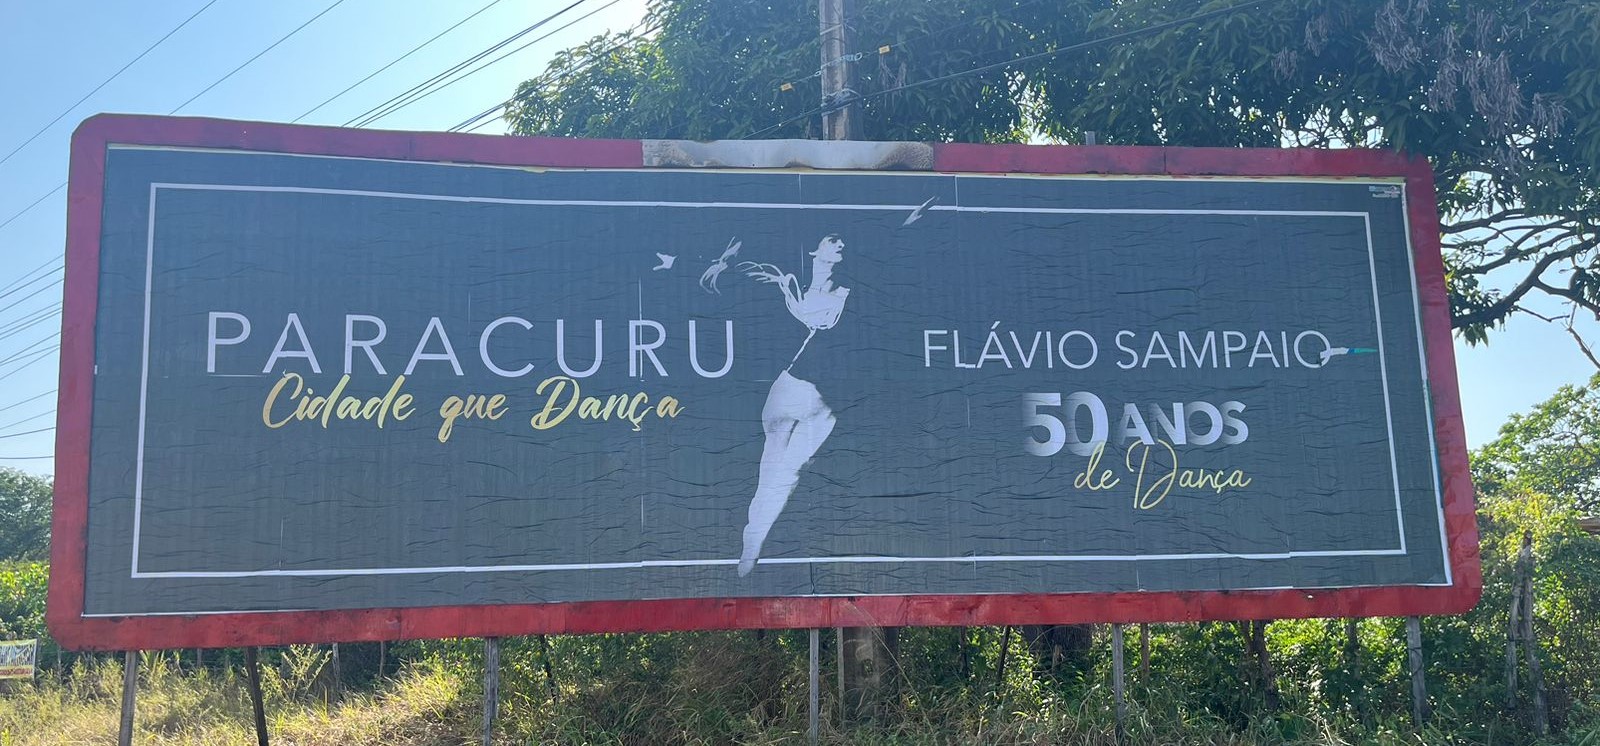 PARACURU
Cidade que Dança
FLÁVIO SAMPAIO
50 ANOS
de Dança